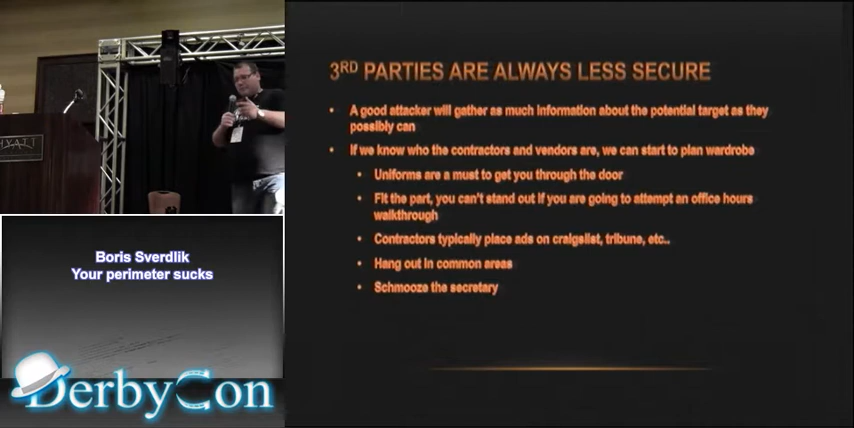 HYATT
3RD PARTIES ARE ALWAYS LESS SECURE
• A good attacker will gather as much information about the potential target as they
possibly can
• If we know who the contractors and vendors are, we can start to plan wardrobe
• Uniforms are a must to get you through the door
• Fit the part, you can't stand out if you are going to attempt an office hours
walkthrough
• Contractors typically place ads on craigslist, tribune, etc..
• Hang out in common areas
• Schmooze the secretary
Boris Sverdlik
Your perimeter sucks
DerbyCon